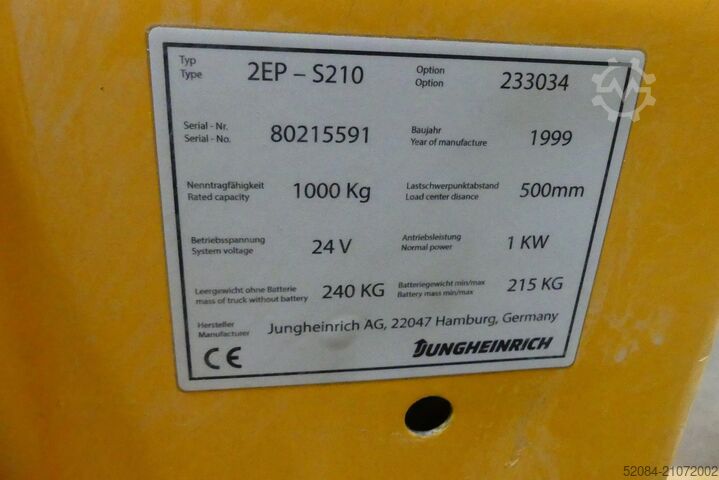 Typ
Type 2EP – S210 Option
Option 233034
Serial - Nr.
Serial - No. 80215591 Baujahr
Year of manufacture 1999
Nenntragfähigkeit
Rated capacity 1000 Kg Lastschwerpunktabstand
Load center disance 500mm
Betriebsspannung
System voltage 24 V Antriebsleistung
Normal power 1 KW
Leergewicht ohne Batterie
mass of truck without battery 240 KG Batteriegewicht min/max
Battery mass min/max 215 KG
Hersteller
Manufacturer Jungheinrich AG, 22047 Hamburg, Germany
CE JUNGHEINRICH
52084-21072002